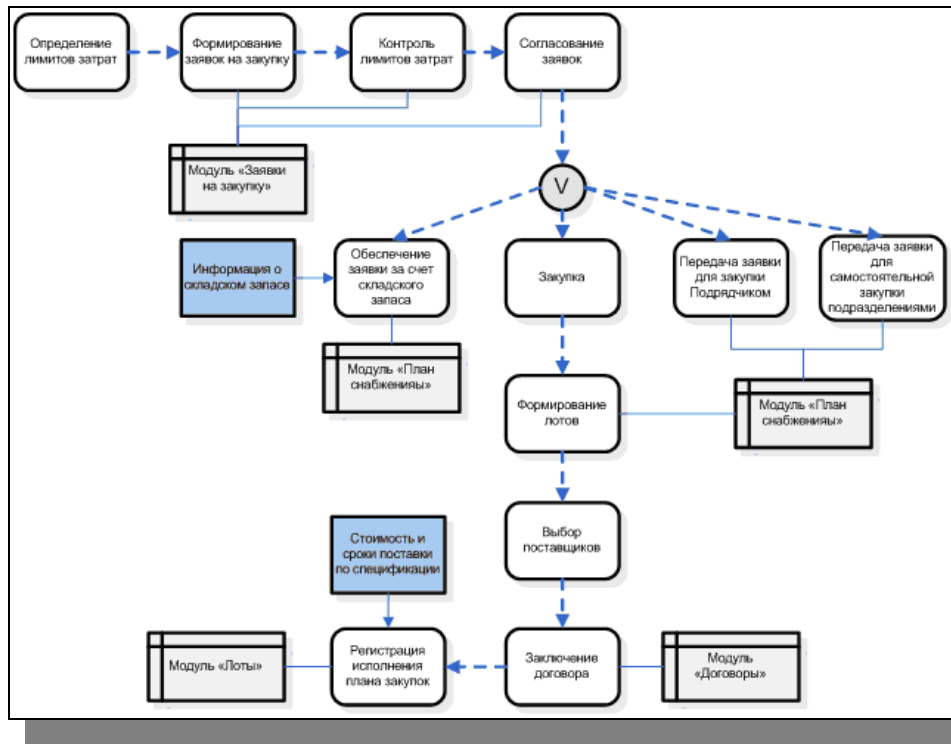 Определение
лимитов затрат
Формирование
заявок на закупку
Контроль
лимитов затрат
Согласование
заявок
Модуль «Заявки
на закупку»
V
Информация о
складском запасе
Обеспечение
заявки за счет
складского
запаса
Закупка
Передача заявки
для закупки
Подрядчиком
Передача заявки
для
самостоятельной
закупки
подразделениями
Модуль «План
снабженияы»
Формирование
лотов
Модуль «План
снабженияы»
Выбор
поставщиков
Стоимость и
сроки поставки
по спецификации
Модуль «Лоты»
Регистрация
исполнения
плана закупок
Заключение
договора
Модуль
«Договоры»